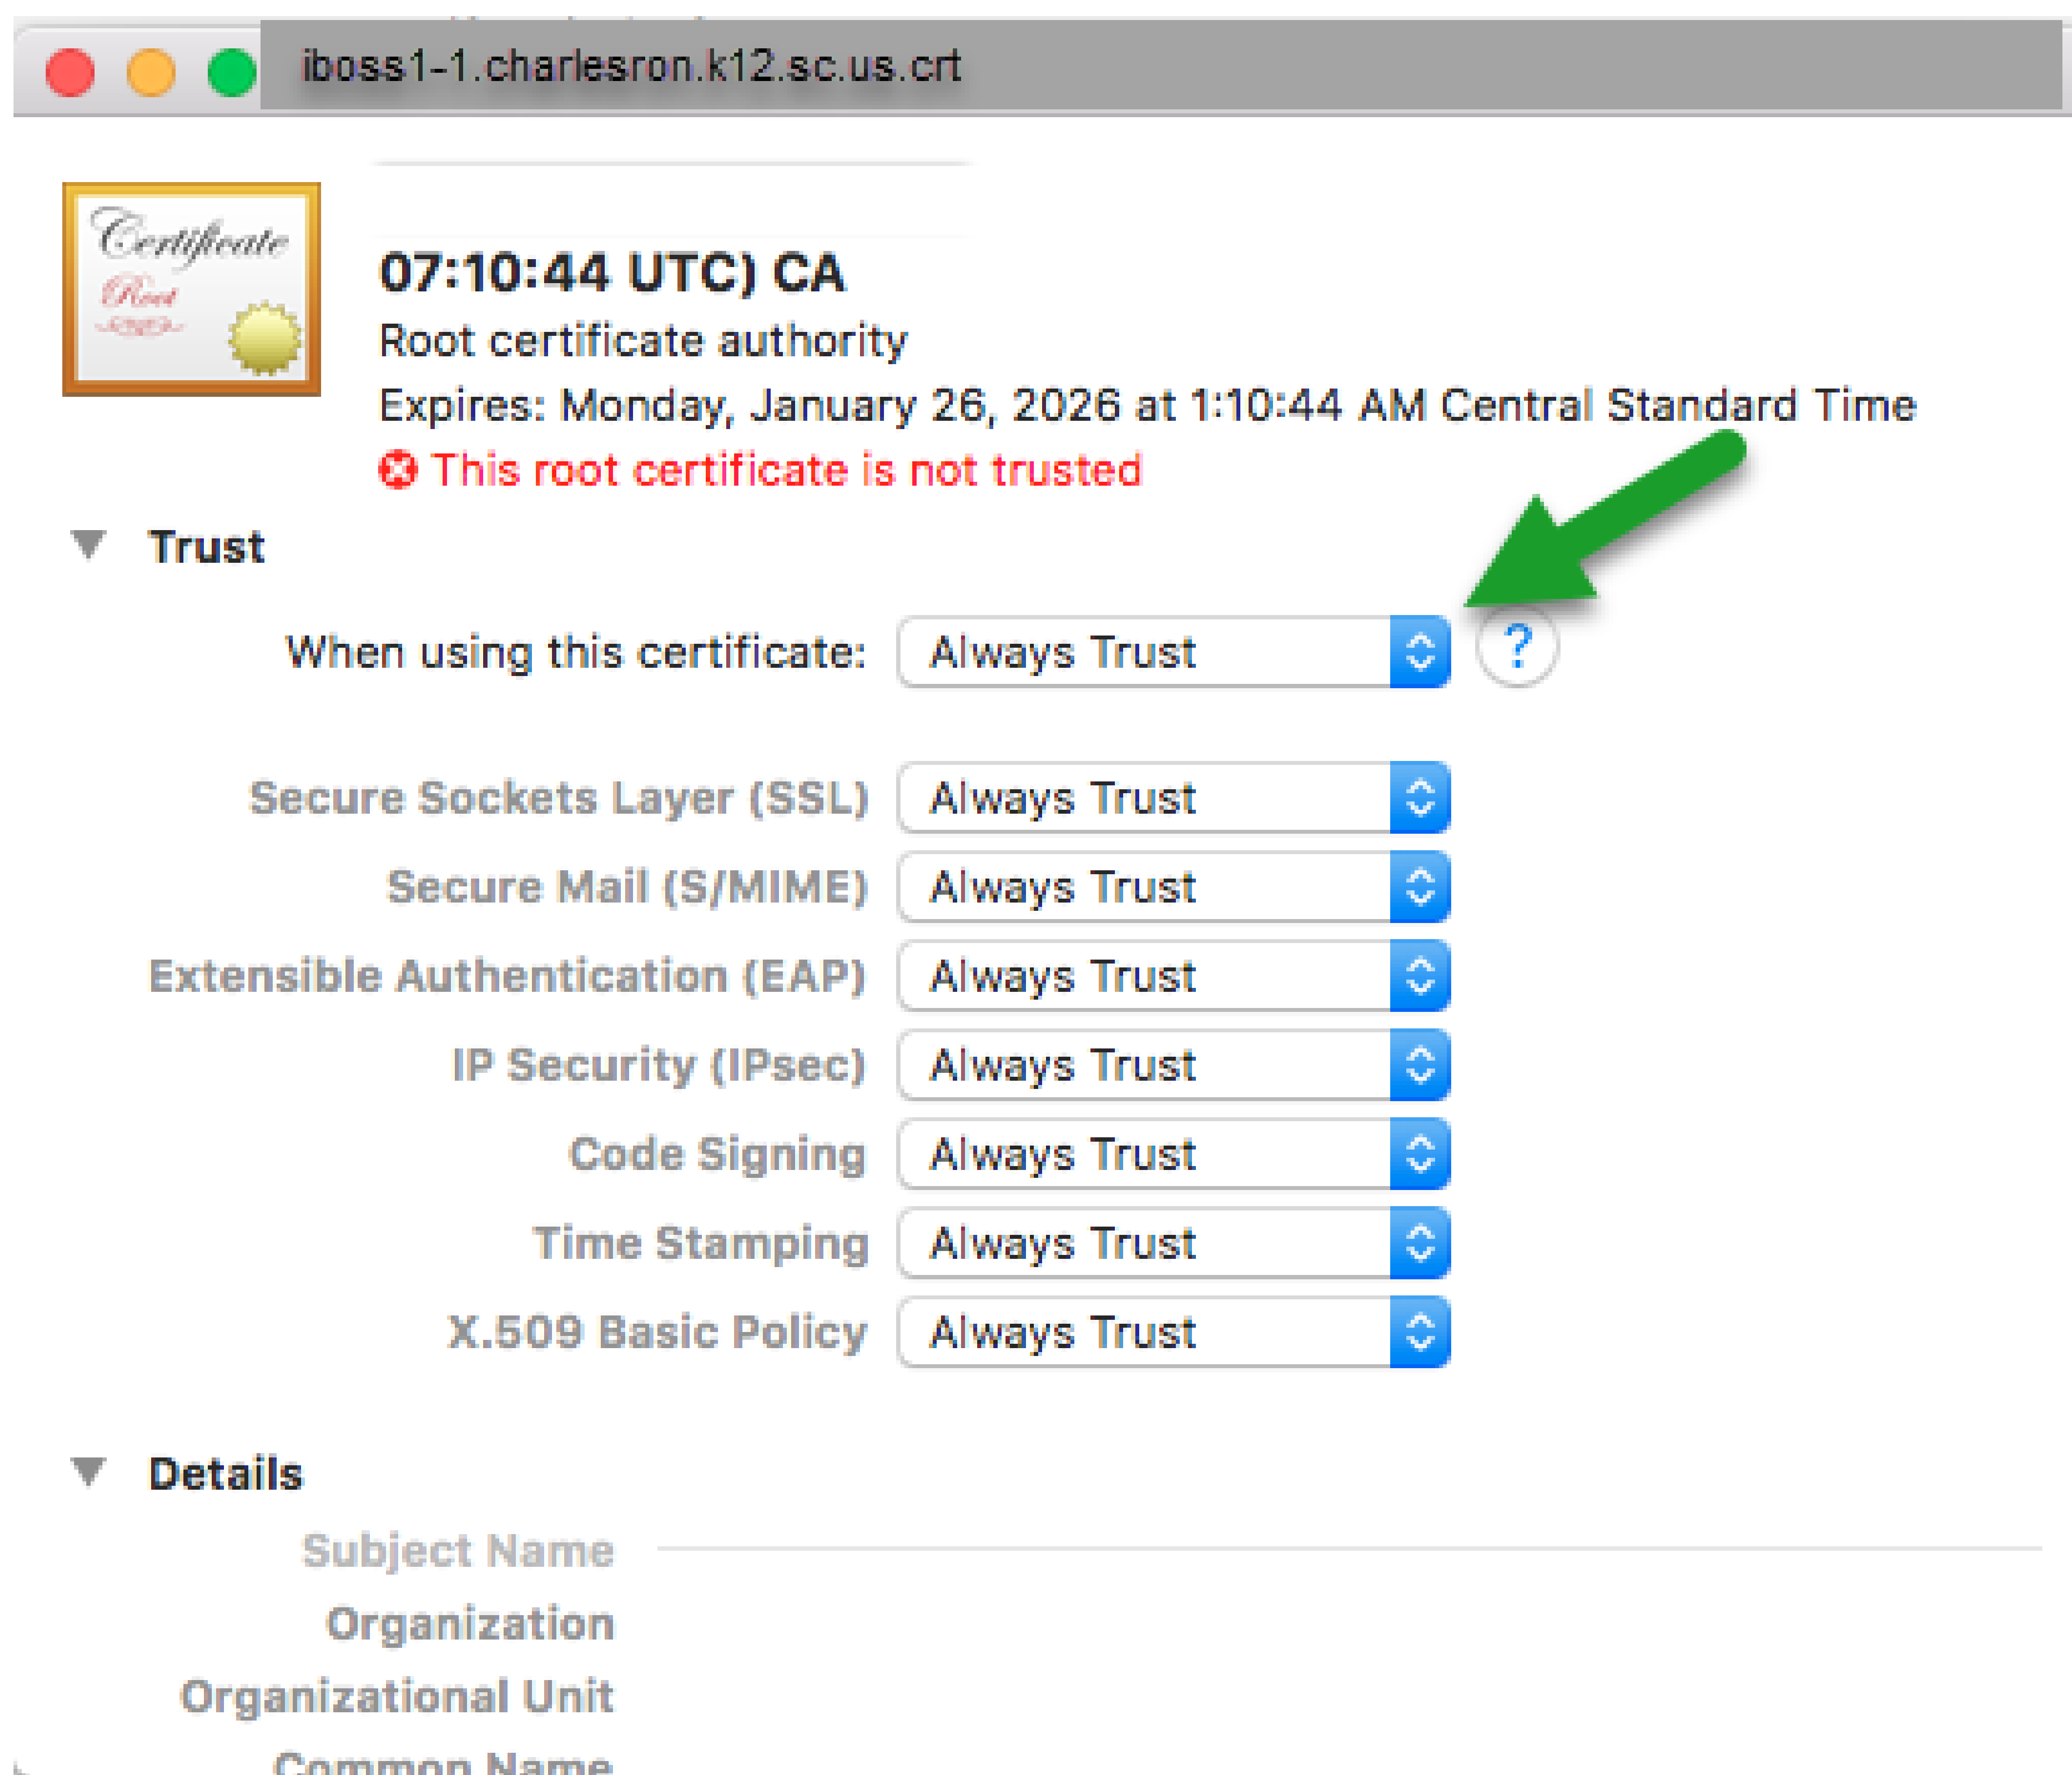 iboss1-1.charlesron.k12.sc.us.crt
Certificate
Root
07:10:44 UTC) CA
Root certificate authority
Expires: Monday, January 26, 2026 at 1:10:44 AM Central Standard Time
This root certificate is not trusted
Trust
When using this certificate: Always Trust ?
Secure Sockets Layer (SSL) Always Trust
Secure Mail (S/MIME) Always Trust
Extensible Authentication (EAP) Always Trust
IP Security (IPsec) Always Trust
Code Signing Always Trust
Time Stamping Always Trust
X.509 Basic Policy Always Trust
Details
Subject Name
Organization
Organizational Unit
Common Name